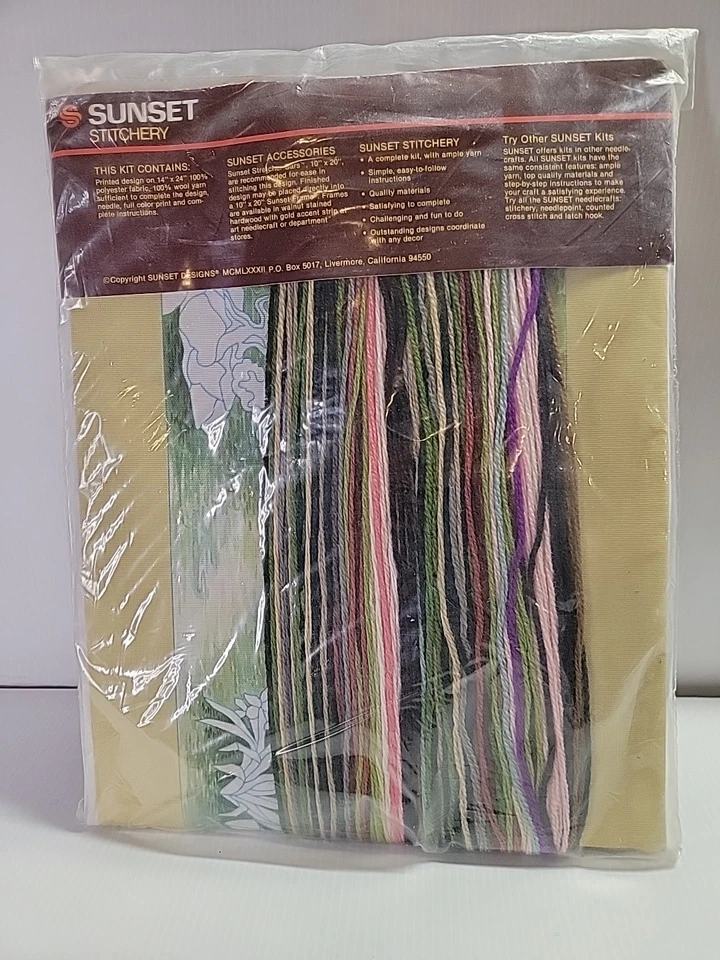 SUNSET
STITCHERY
THIS KIT CONTAINS:
Printed design on 14" x 24" 100%
polyester fabric, 100% wool yarn
sufficient to complete the design,
needle, full color print and com-
plete instructions.
SUNSET ACCESSORIES
Sunset Stretcher Bars™, 10" x 20",
are recommended for ease in
stitching this design. Finished
design may be placed directly into
a 10" x 20" Sunset Frame. Frames
are available in walnut stained
hardwood with gold accent strip at
art needlecraft or department
stores.
SUNSET STITCHERY
• A complete kit, with ample yarn
• Simple, easy-to-follow
instructions
• Quality materials
• Satisfying to complete
• Challenging and fun to do
• Outstanding designs coordinate
with any decor
Try Other SUNSET Kits
SUNSET offers kits in other needle-
crafts. All SUNSET kits have the
same consistent features: ample
yarn, top quality materials and
step-by-step instructions to make
your craft a satisfying experience.
Try all the SUNSET needlecrafts:
stitchery, needlepoint, counted
cross stitch and latch hook.
©Copyright SUNSET DESIGNS® MCMLXXXII P.O. Box 5017, Livermore, California 94550